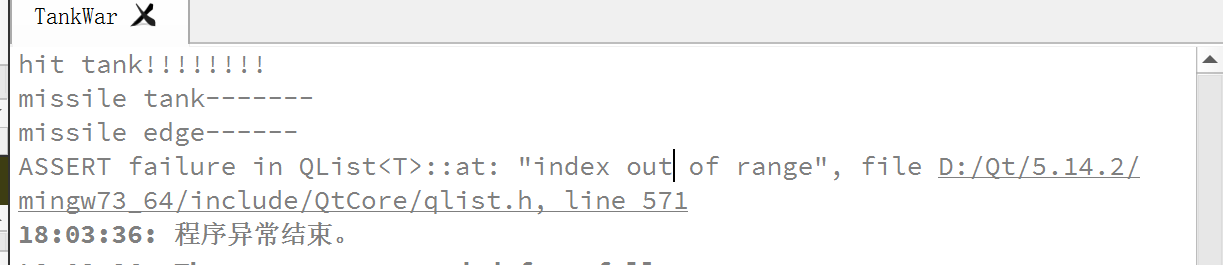 TankWar
hit tank!!!!!!!!
missile tank-------
missile edge------
ASSERT failure in QList<T>::at: "index out of range", file D:/Qt/5.14.2/
mingw73_64/include/QtCore/qlist.h, line 571
18:03:36: 程序异常结束。